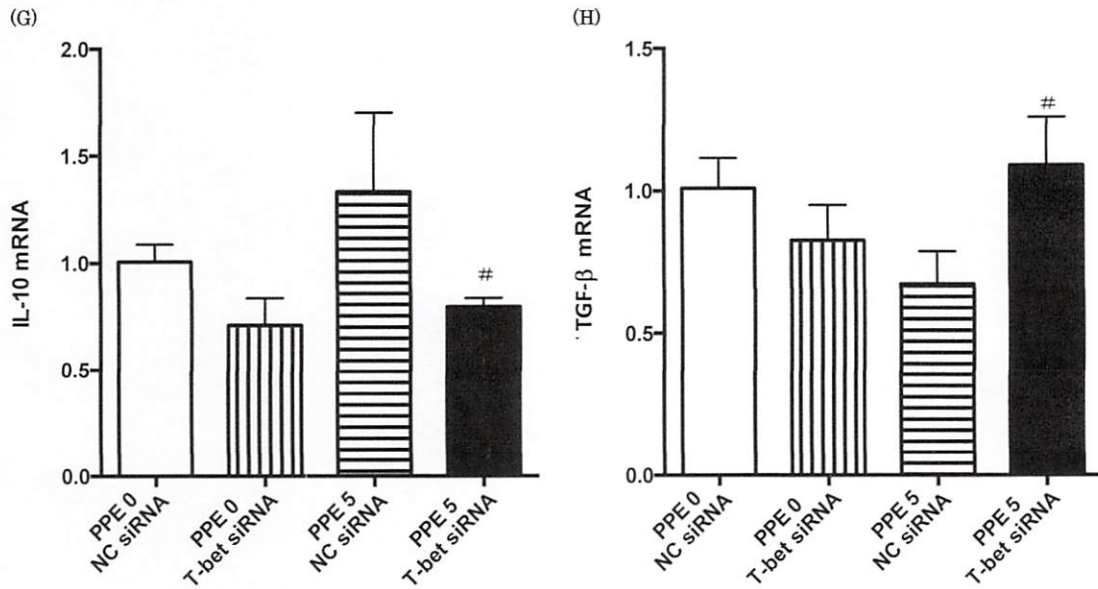 (G)
2.0
1.5
1.0
0.5
0.0
IL-10 mRNA
#
PPE 0
NC siRNA
PPE 0
T-bet siRNA
PPE 5
NC siRNA
PPE 5
T-bet siRNA
(H)
1.5
1.0
0.5
0.0
TGF-β mRNA
#
PPE 0
NC siRNA
PPE 0
T-bet siRNA
PPE 5
NC siRNA
PPE 5
T-bet siRNA